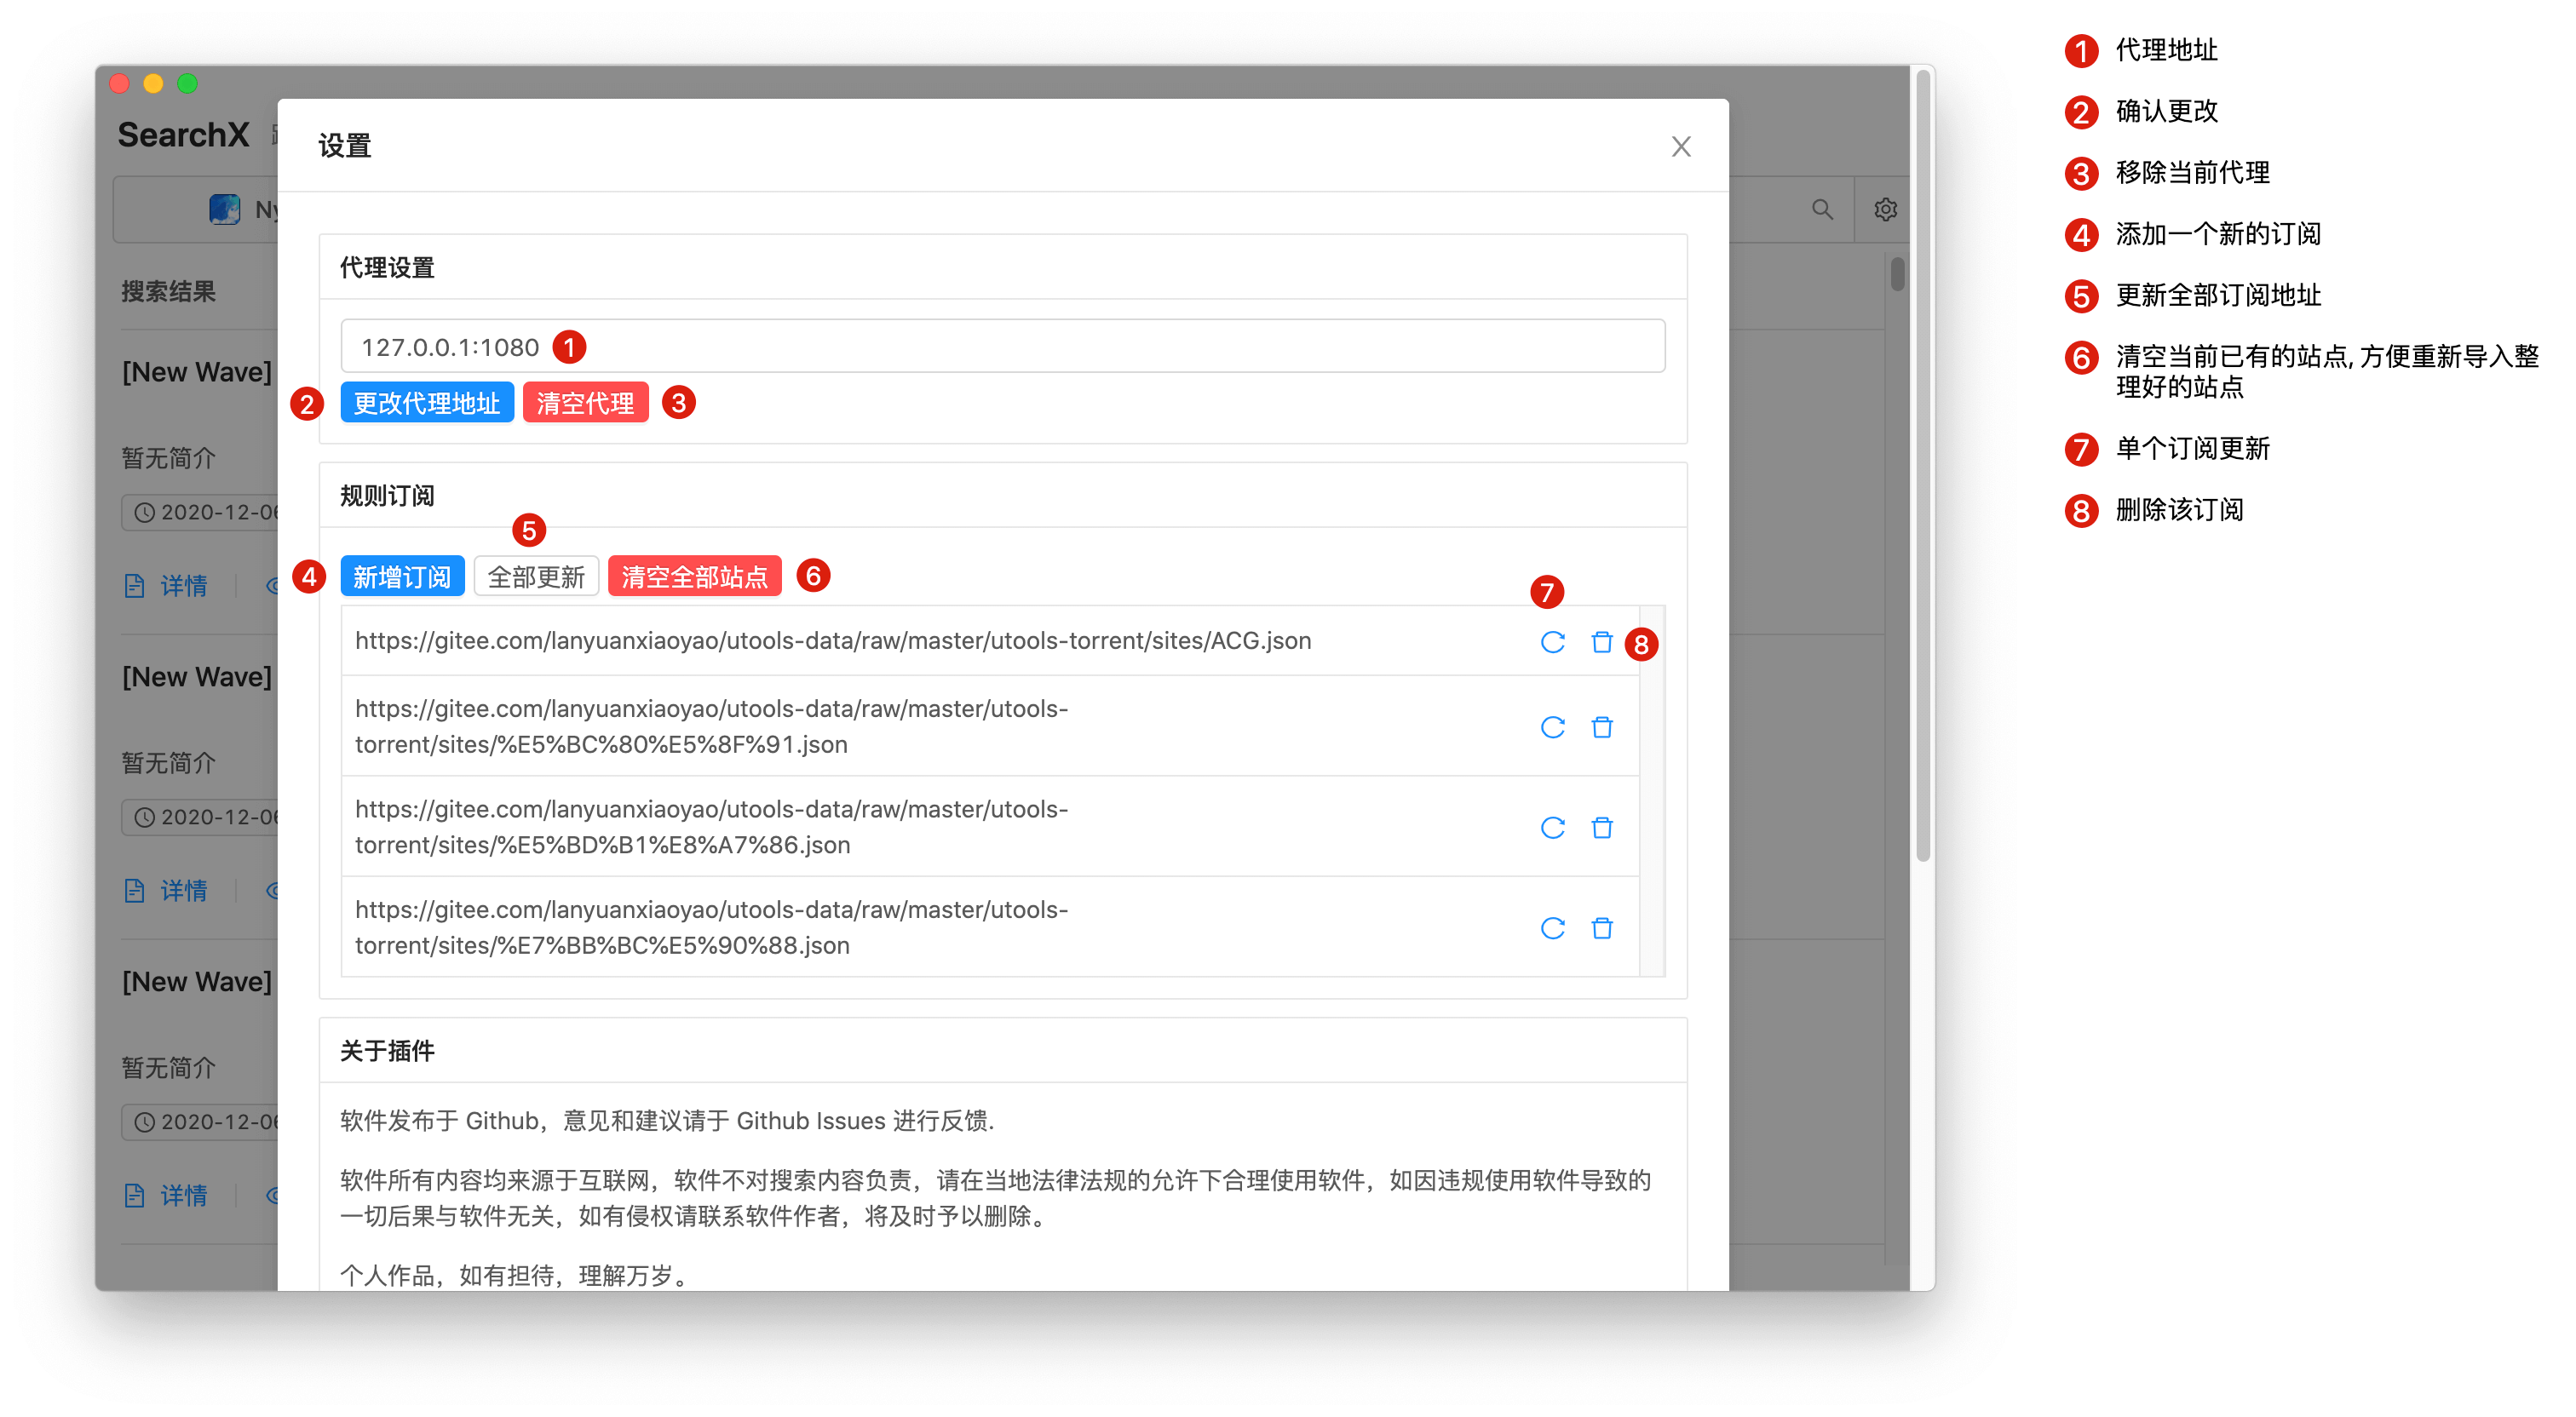 SearchX
搜索结果
[New Wave]
暂无简介
2020-12-06
详情
[New Wave]
暂无简介
2020-12-06
详情
[New Wave]
暂无简介
2020-12-06
详情
设置
代理设置
127.0.0.1:1080 1
2 更改代理地址 清空代理 3
规则订阅
5
4 新增订阅 全部更新 清空全部站点 6
7
https://gitee.com/lanyuanxiaoyao/utools-data/raw/master/utools-torrent/sites/ACG.json 8
https://gitee.com/lanyuanxiaoyao/utools-data/raw/master/utools-
torrent/sites/%E5%BC%80%E5%8F%91.json
https://gitee.com/lanyuanxiaoyao/utools-data/raw/master/utools-
torrent/sites/%E5%BD%B1%E8%A7%86.json
https://gitee.com/lanyuanxiaoyao/utools-data/raw/master/utools-
torrent/sites/%E7%BB%BC%E5%90%88.json
关于插件
软件发布于 Github，意见和建议请于 Github Issues 进行反馈.
软件所有内容均来源于互联网，软件不对搜索内容负责，请在当地法律法规的允许下合理使用软件，如因违规使用软件导致的
一切后果与软件无关，如有侵权请联系软件作者，将及时予以删除。
个人作品，如有担待，理解万岁。
1 代理地址
2 确认更改
3 移除当前代理
4 添加一个新的订阅
5 更新全部订阅地址
6 清空当前已有的站点, 方便重新导入整
理好的站点
7 单个订阅更新
8 删除该订阅